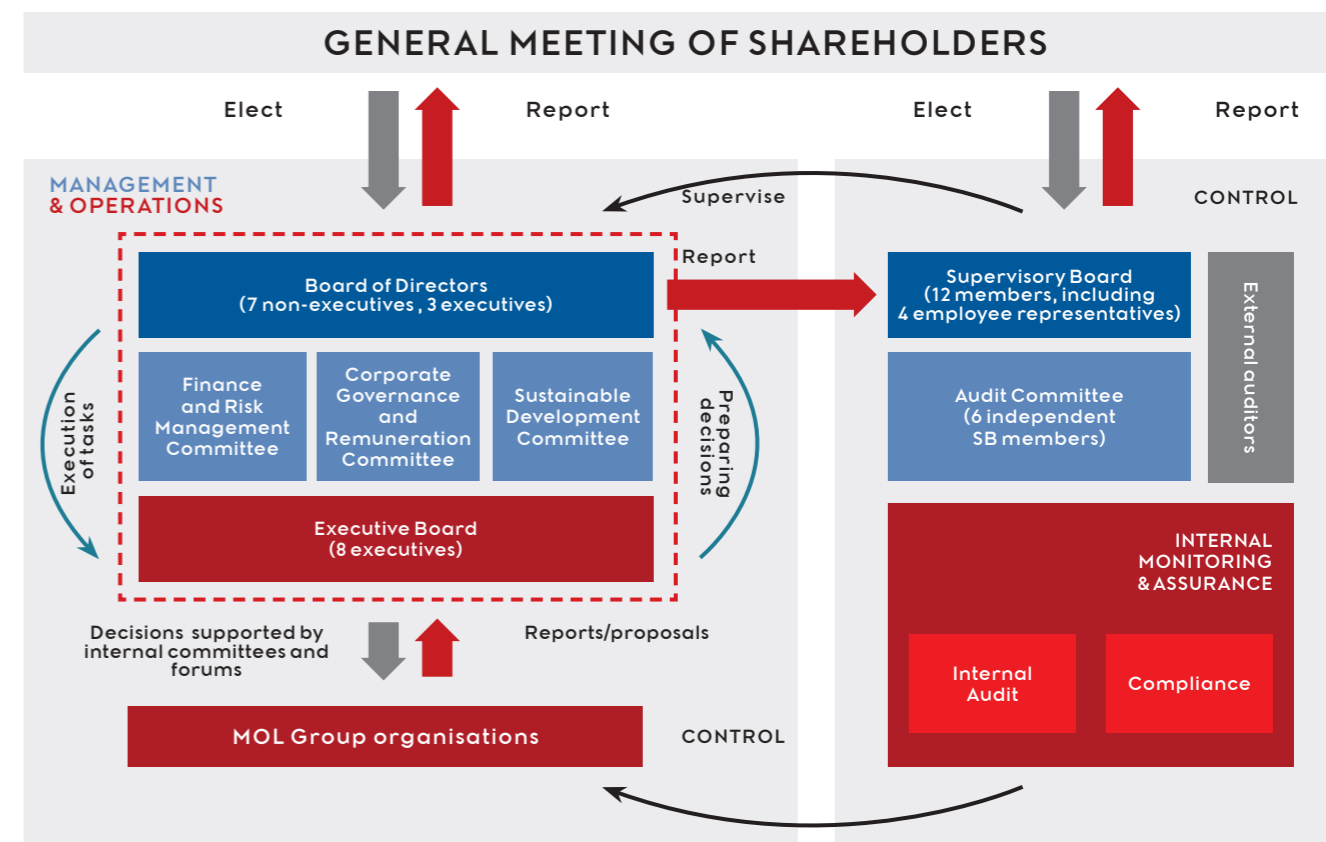 GENERAL MEETING OF SHAREHOLDERS
Elect
Report
Elect
Report
MANAGEMENT
& OPERATIONS
Supervise
CONTROL
Report
Board of Directors
(7 non-executives , 3 executives)
Supervisory Board
(12 members, including
4 employee representatives)
External auditors
Finance
and Risk
Management
Committee
Corporate
Governance
and
Remuneration
Committee
Sustainable
Development
Committee
Audit Committee
(6 independent
SB members)
Execution
of tasks
Preparing
decisions
Executive Board
(8 executives)
INTERNAL
MONITORING
& ASSURANCE
Decisions supported by
internal committees and
forums
Reports/proposals
Internal
Audit
Compliance
MOL Group organisations
CONTROL